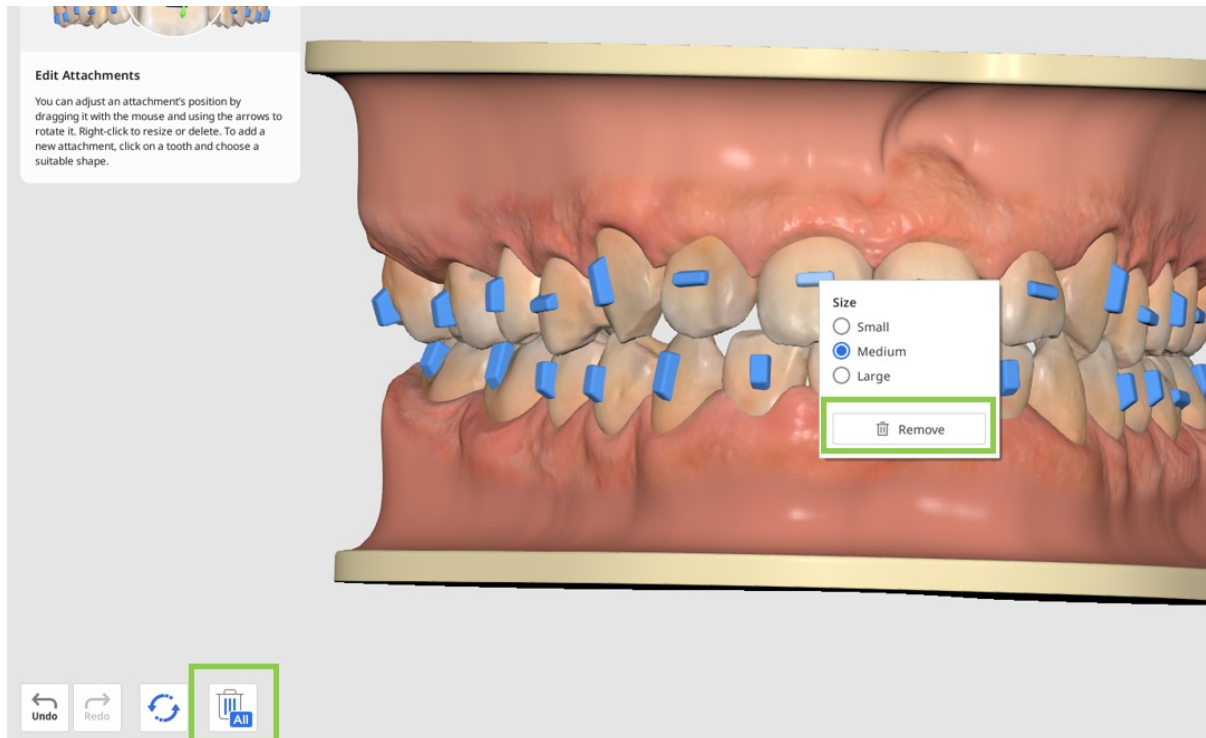 Edit Attachments
You can adjust an attachment's position by
dragging it with the mouse and using the arrows to
rotate it. Right-click to resize or delete. To add a
new attachment, click on a tooth and choose a
suitable shape.
Size
Small
Medium
Large
Remove
Undo
Redo
All